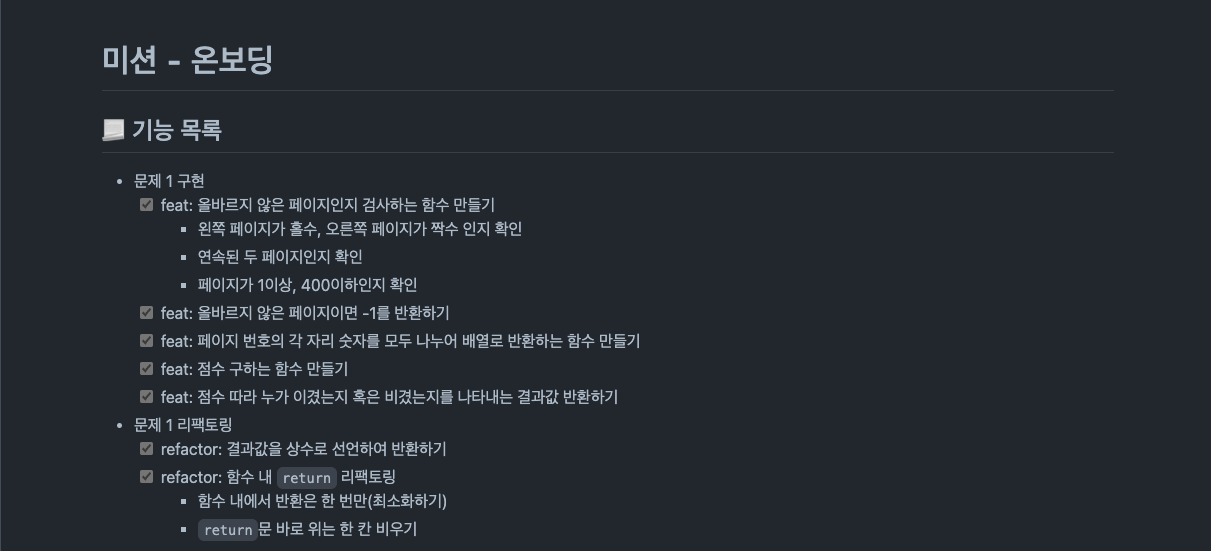 미션 - 온보딩
기능 목록
문제 1 구현
feat: 올바르지 않은 페이지인지 검사하는 함수 만들기
왼쪽 페이지가 홀수, 오른쪽 페이지가 짝수 인지 확인
연속된 두 페이지인지 확인
페이지가 1이상, 400이하인지 확인
feat: 올바르지 않은 페이지이면 -1를 반환하기
feat: 페이지 번호의 각 자리 숫자를 모두 나누어 배열로 반환하는 함수 만들기
feat: 점수 구하는 함수 만들기
feat: 점수 따라 누가 이겼는지 혹은 비겼는지를 나타내는 결과값 반환하기
문제 1 리팩토링
refactor: 결과값을 상수로 선언하여 반환하기
refactor: 함수 내 return 리팩토링
함수 내에서 반환은 한 번만(최소화하기)
return문 바로 위는 한 칸 비우기